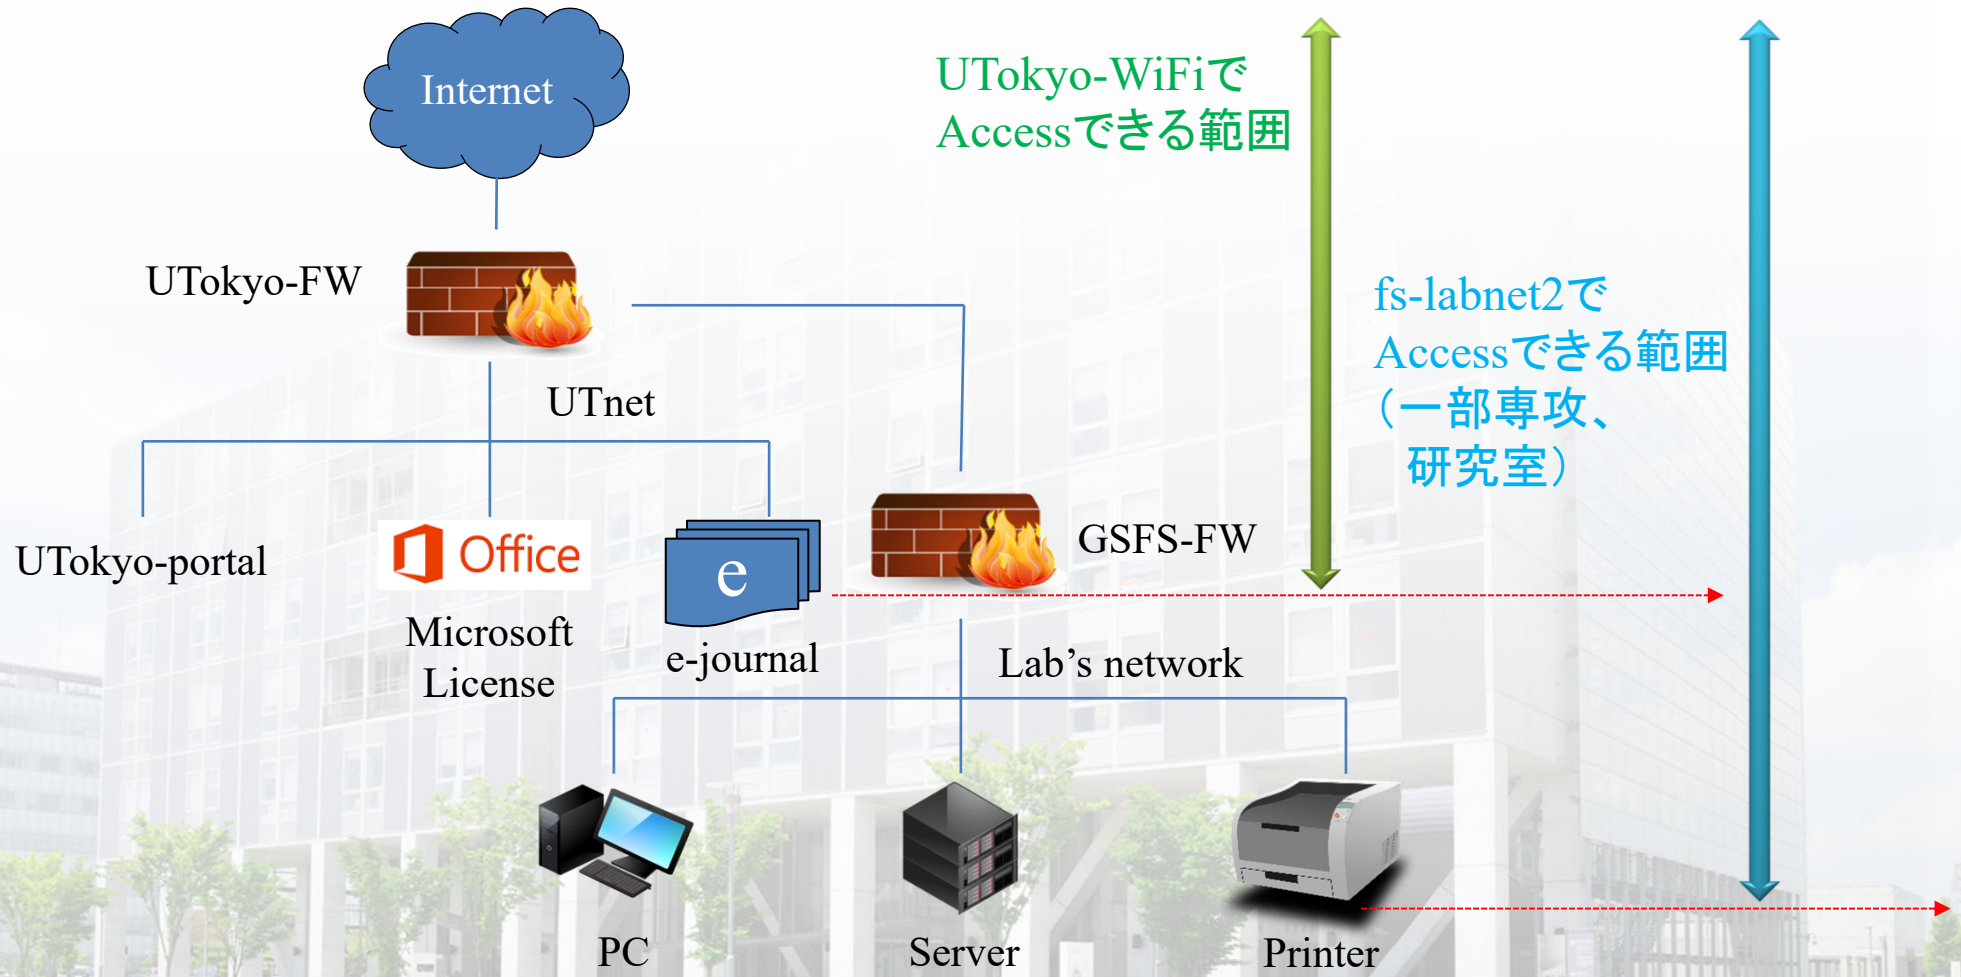 Internet
UTokyo-WiFiで
Accessできる範囲
UTokyo-FW
fs-labnet2で
Accessできる範囲
（一部専攻、
研究室）
UTnet
UTokyo-portal
Office
Microsoft
License
e
e-journal
GSFS-FW
Lab’s network
PC
Server
Printer